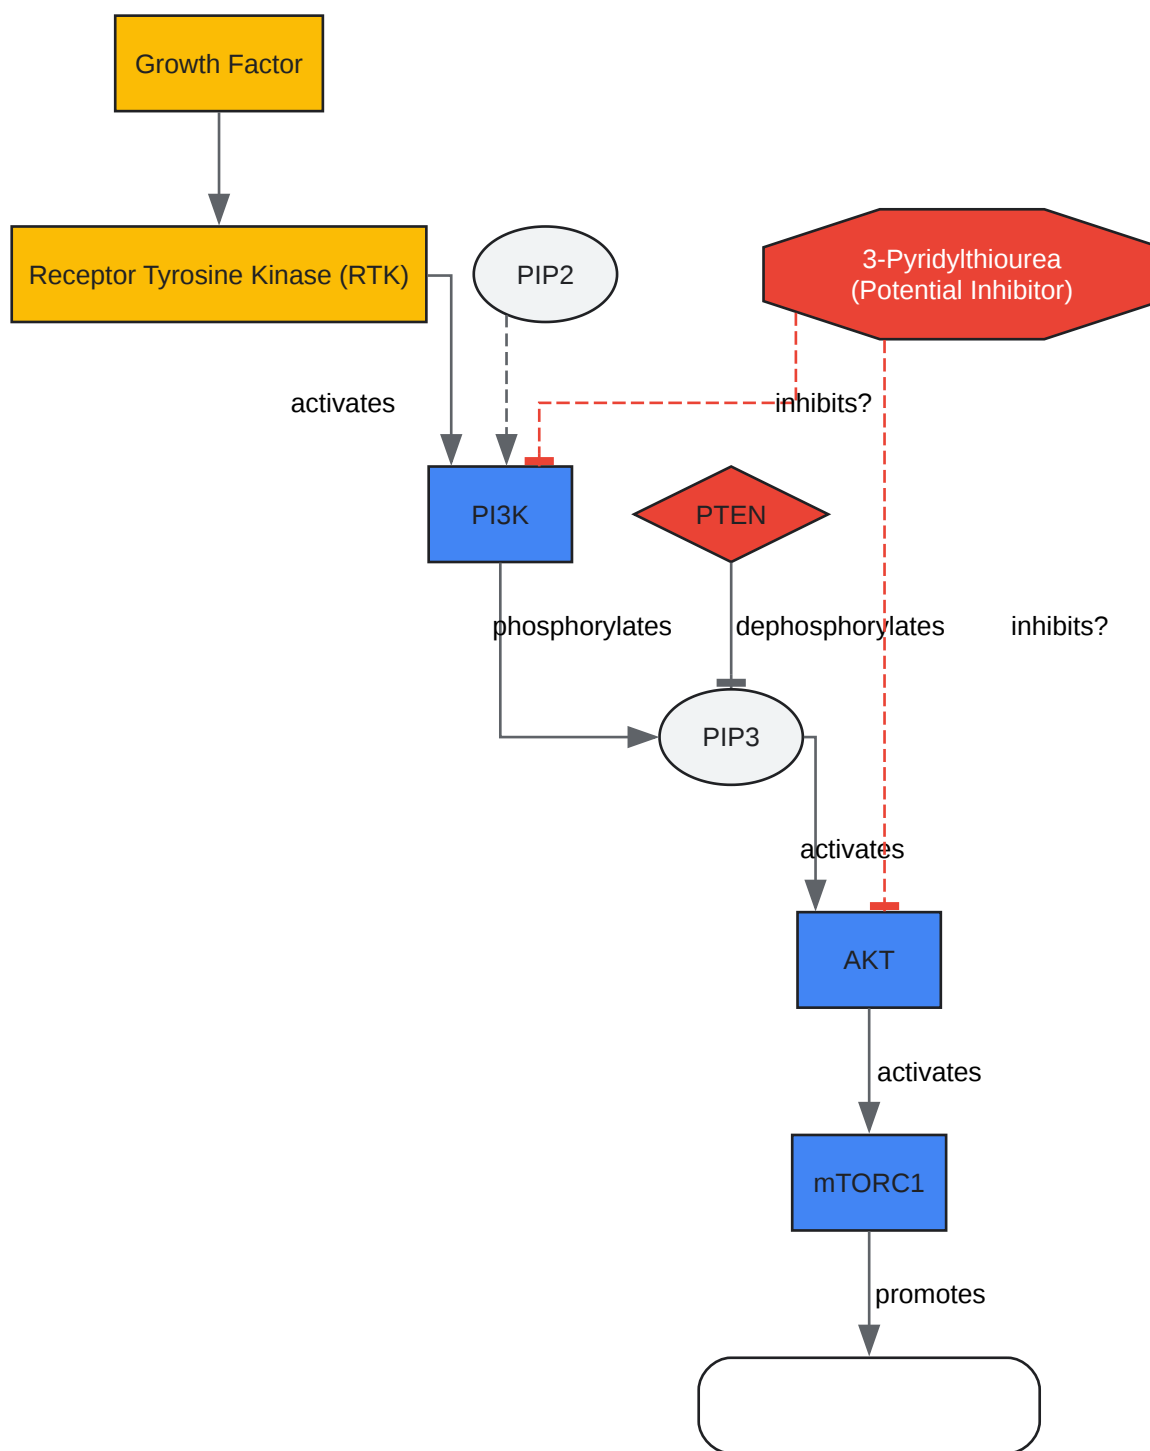 Growth Factor
Receptor Tyrosine Kinase (RTK)
PIP2
3-Pyridylthiourea
(Potential Inhibitor)
activates
inhibits?
PI3K
PTEN
phosphorylates
dephosphorylates
inhibits?
PIP3
activates
AKT
activates
mTORC1
promotes